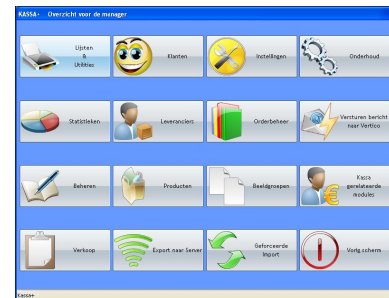 KASSA+ Overzicht voor de manager
Lijsten
&
Utilities
Klanten
Instellingen
Onderhoud
Statistieken
Leveranciers
Orderbeheer
Versturen bericht
naar Vertico
Beheren
Producten
Beeldgroepen
Kassa
gerelateerde
modules
Verkoop
Export naar Server
Geforceerde
Import
Vorig scherm
Kassa+